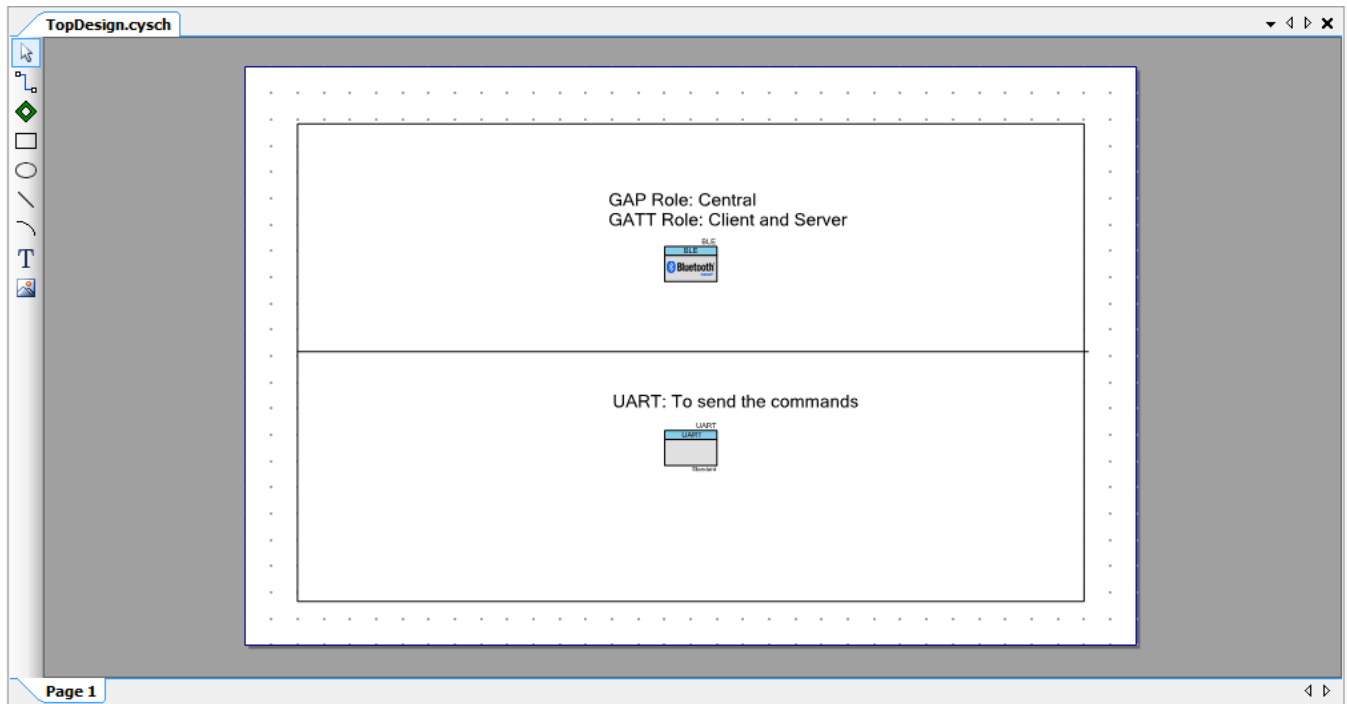 TopDesign.cysch
GAP Role: Central
GATT Role: Client and Server
BLE
BLE
Bluetooth
UART: To send the commands
UART
UART
Standard
T
Page 1